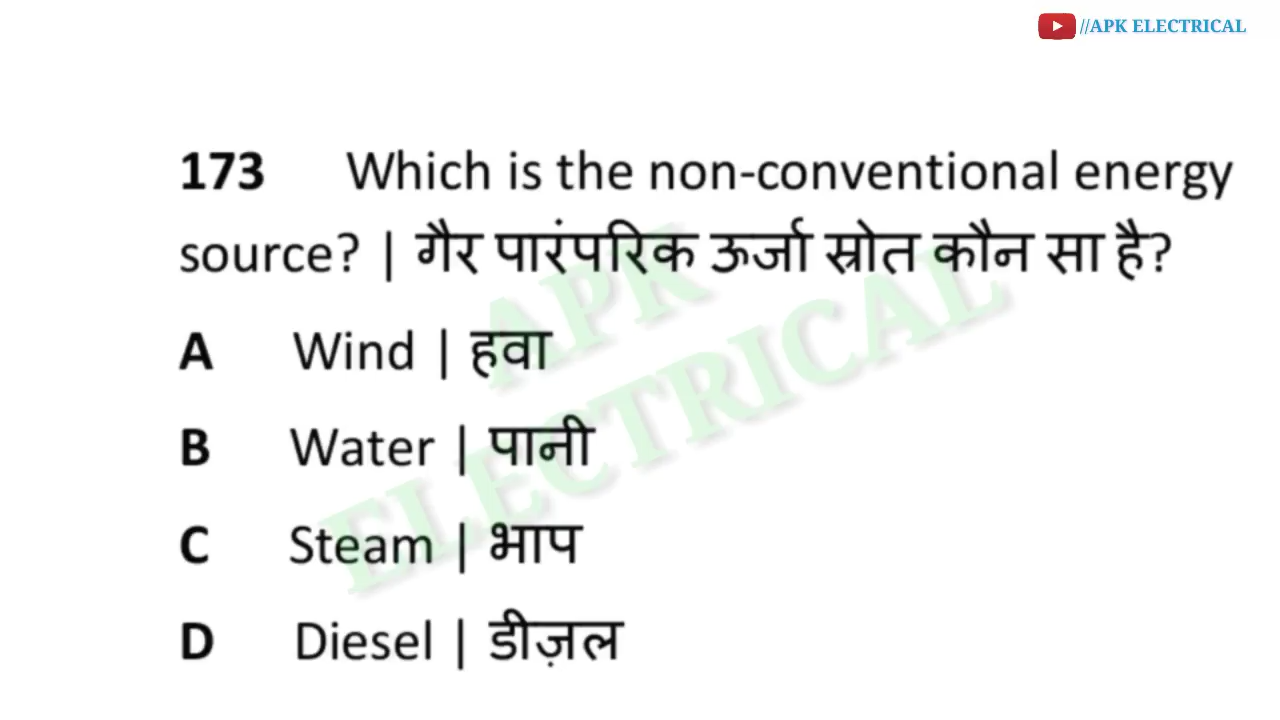 //APK ELECTRICAL
173 Which is the non-conventional energy
source? | गैर पारंपरिक ऊर्जा स्रोत कौन सा है?
A Wind | हवा
B Water | पानी
C Steam | भाप
D Diesel | डीज़ल
APK
ELECTRICAL